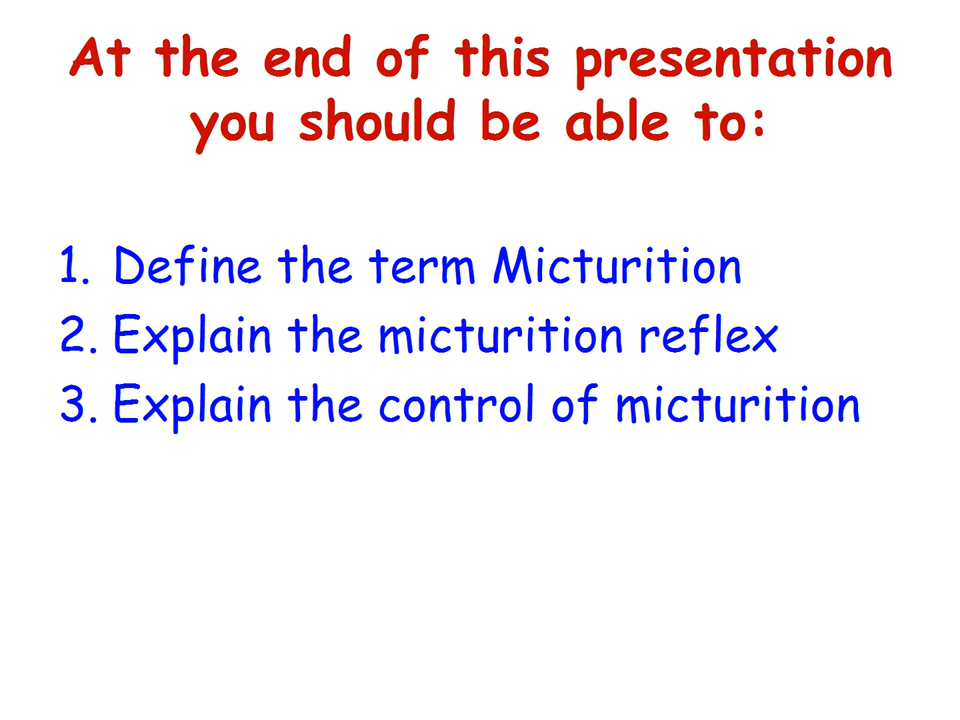 At the end of this presentation
you should be able to:
1. Define the term Micturition
2. Explain the micturition reflex
3. Explain the control of micturition